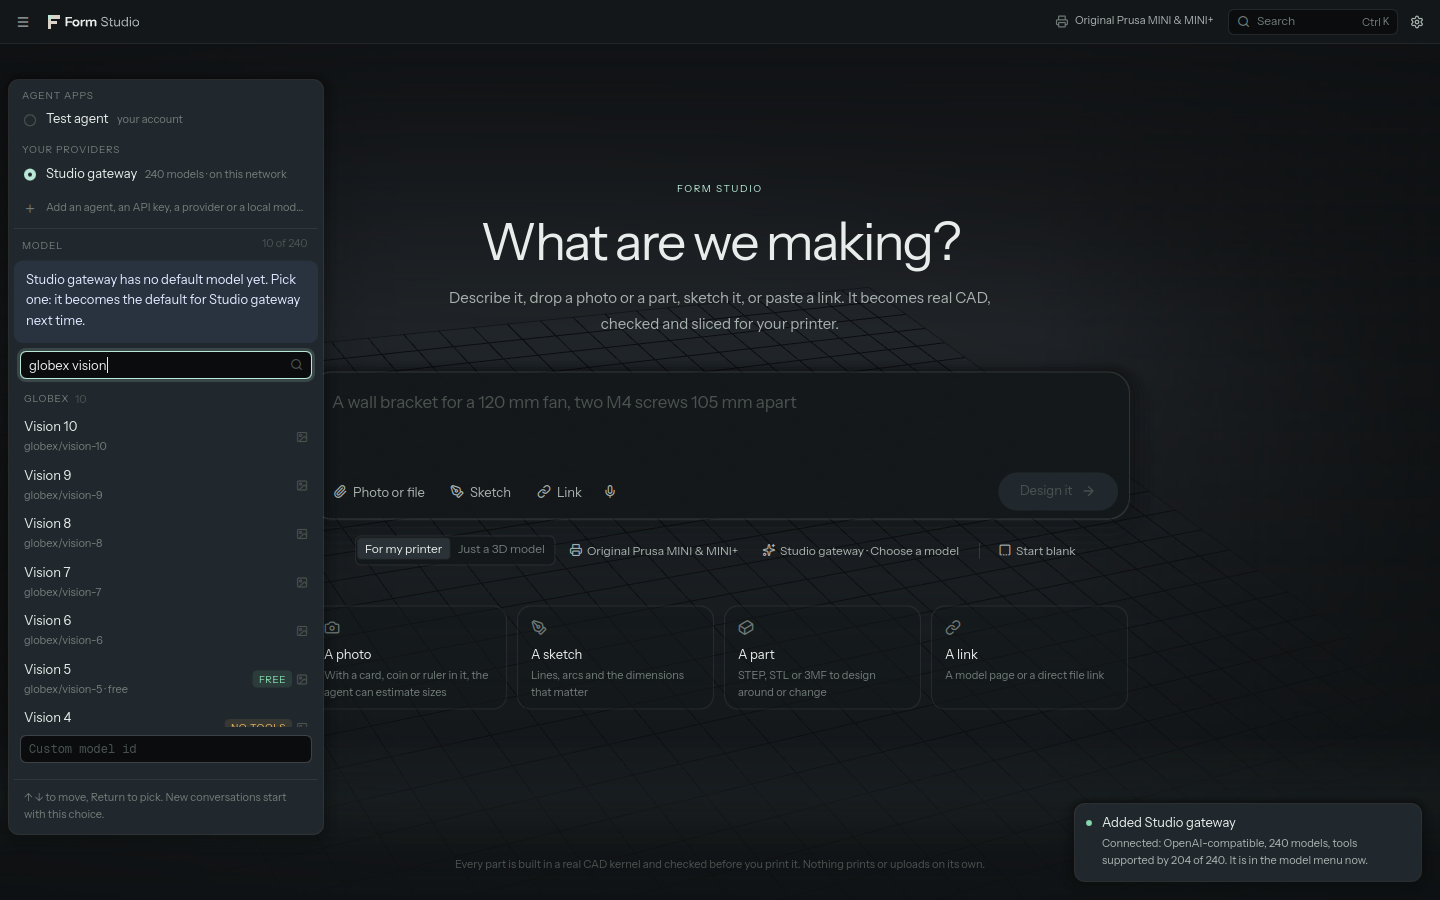 Form Studio
Original Prusa MINI & MINI+
Search
Ctrl K
AGENT APPS
Test agent your account
YOUR PROVIDERS
Studio gateway 240 models · on this network
Add an agent, an API key, a provider or a local mod…
MODEL 10 of 240
Studio gateway has no default model yet. Pick
one: it becomes the default for Studio gateway
next time.
globex vision
GLOBEX 10
Vision 10
globex/vision-10
Vision 9
globex/vision-9
Vision 8
globex/vision-8
Vision 7
globex/vision-7
Vision 6
globex/vision-6
Vision 5
globex/vision-5 · free
FREE
Vision 4
NO TOOLS
Custom model id
↑ ↓ to move, Return to pick. New conversations start
with this choice.
FORM STUDIO
What are we making?
Describe it, drop a photo or a part, sketch it, or paste a link. It becomes real CAD,
checked and sliced for your printer.
A wall bracket for a 120 mm fan, two M4 screws 105 mm apart
Photo or file
Sketch
Link
Design it
For my printer
Just a 3D model
Original Prusa MINI & MINI+
Studio gateway · Choose a model
Start blank
A photo
With a card, coin or ruler in it, the
agent can estimate sizes
A sketch
Lines, arcs and the dimensions
that matter
A part
STEP, STL or 3MF to design
around or change
A link
A model page or a direct file link
Every part is built in a real CAD kernel and checked before you print it. Nothing prints or uploads on its own.
Added Studio gateway
Connected: OpenAI-compatible, 240 models, tools
supported by 204 of 240. It is in the model menu now.